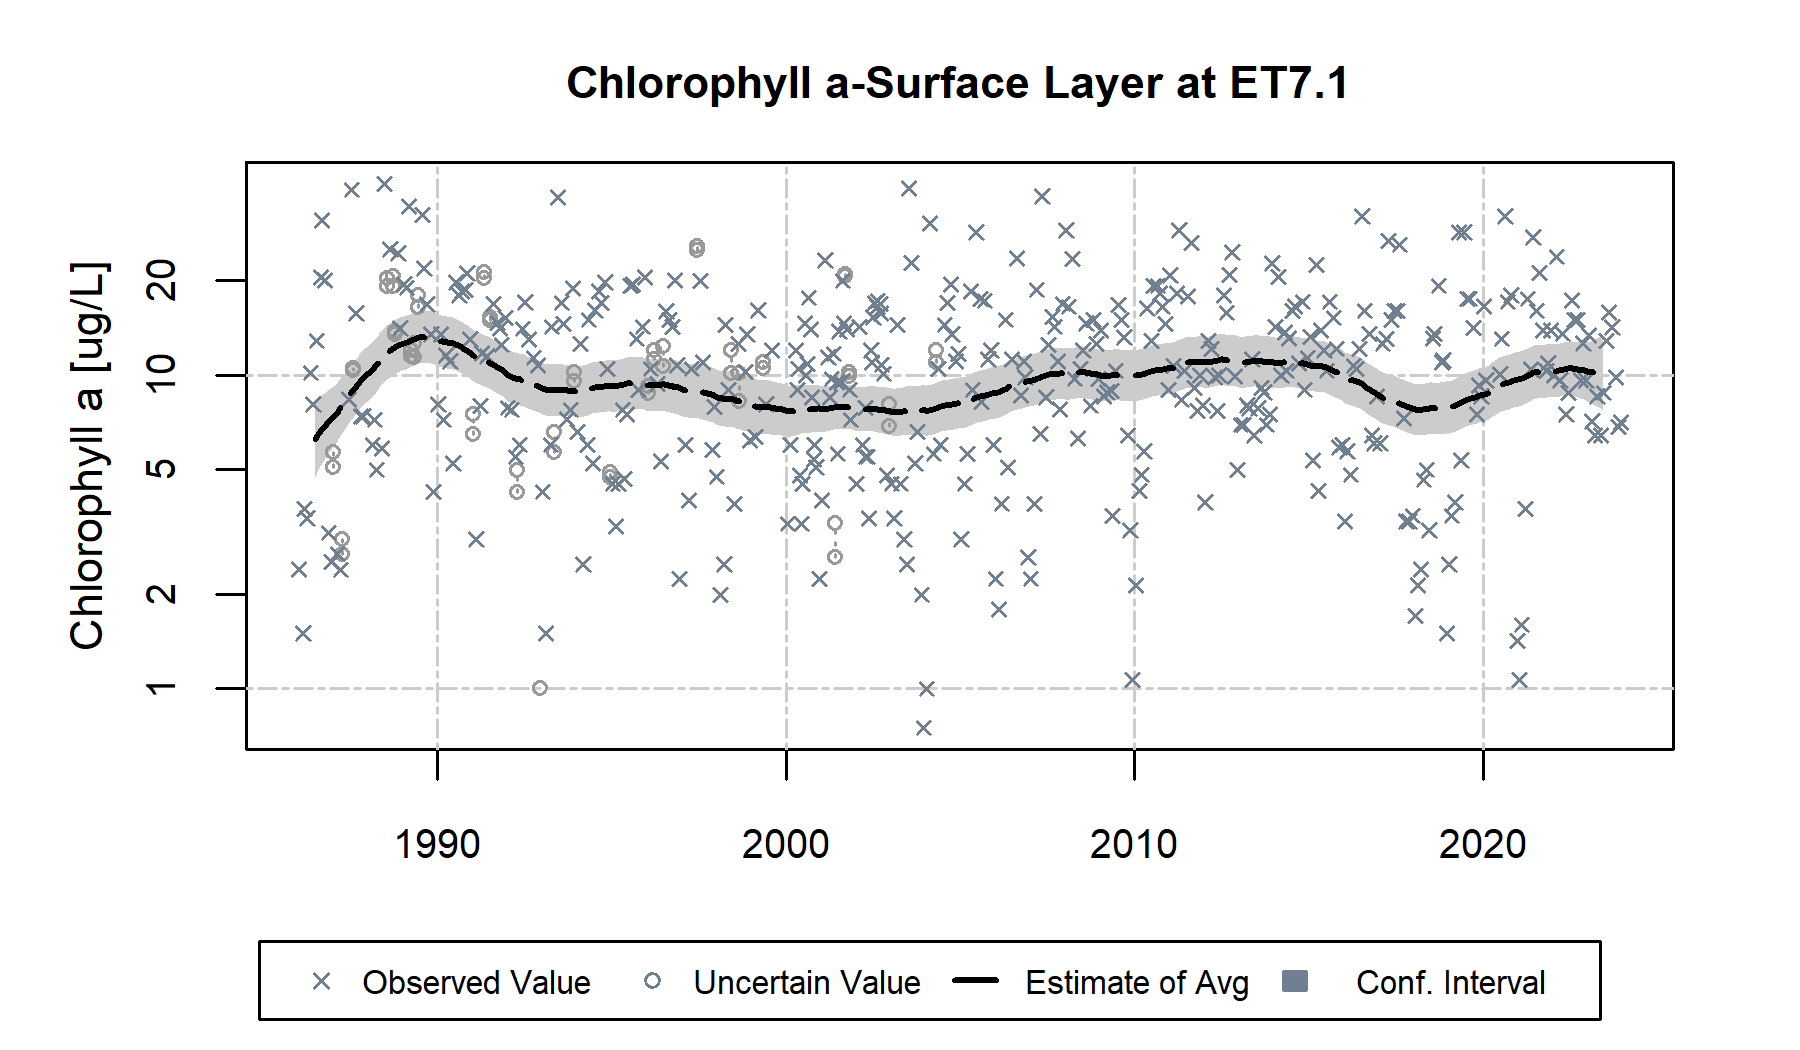 Chlorophyll a-Surface Layer at ET7.1
Chlorophyll a [ug/L]
20
10
5
2
1
1990 2000 2010 2020
Observed Value Uncertain Value Estimate of Avg Conf. Interval